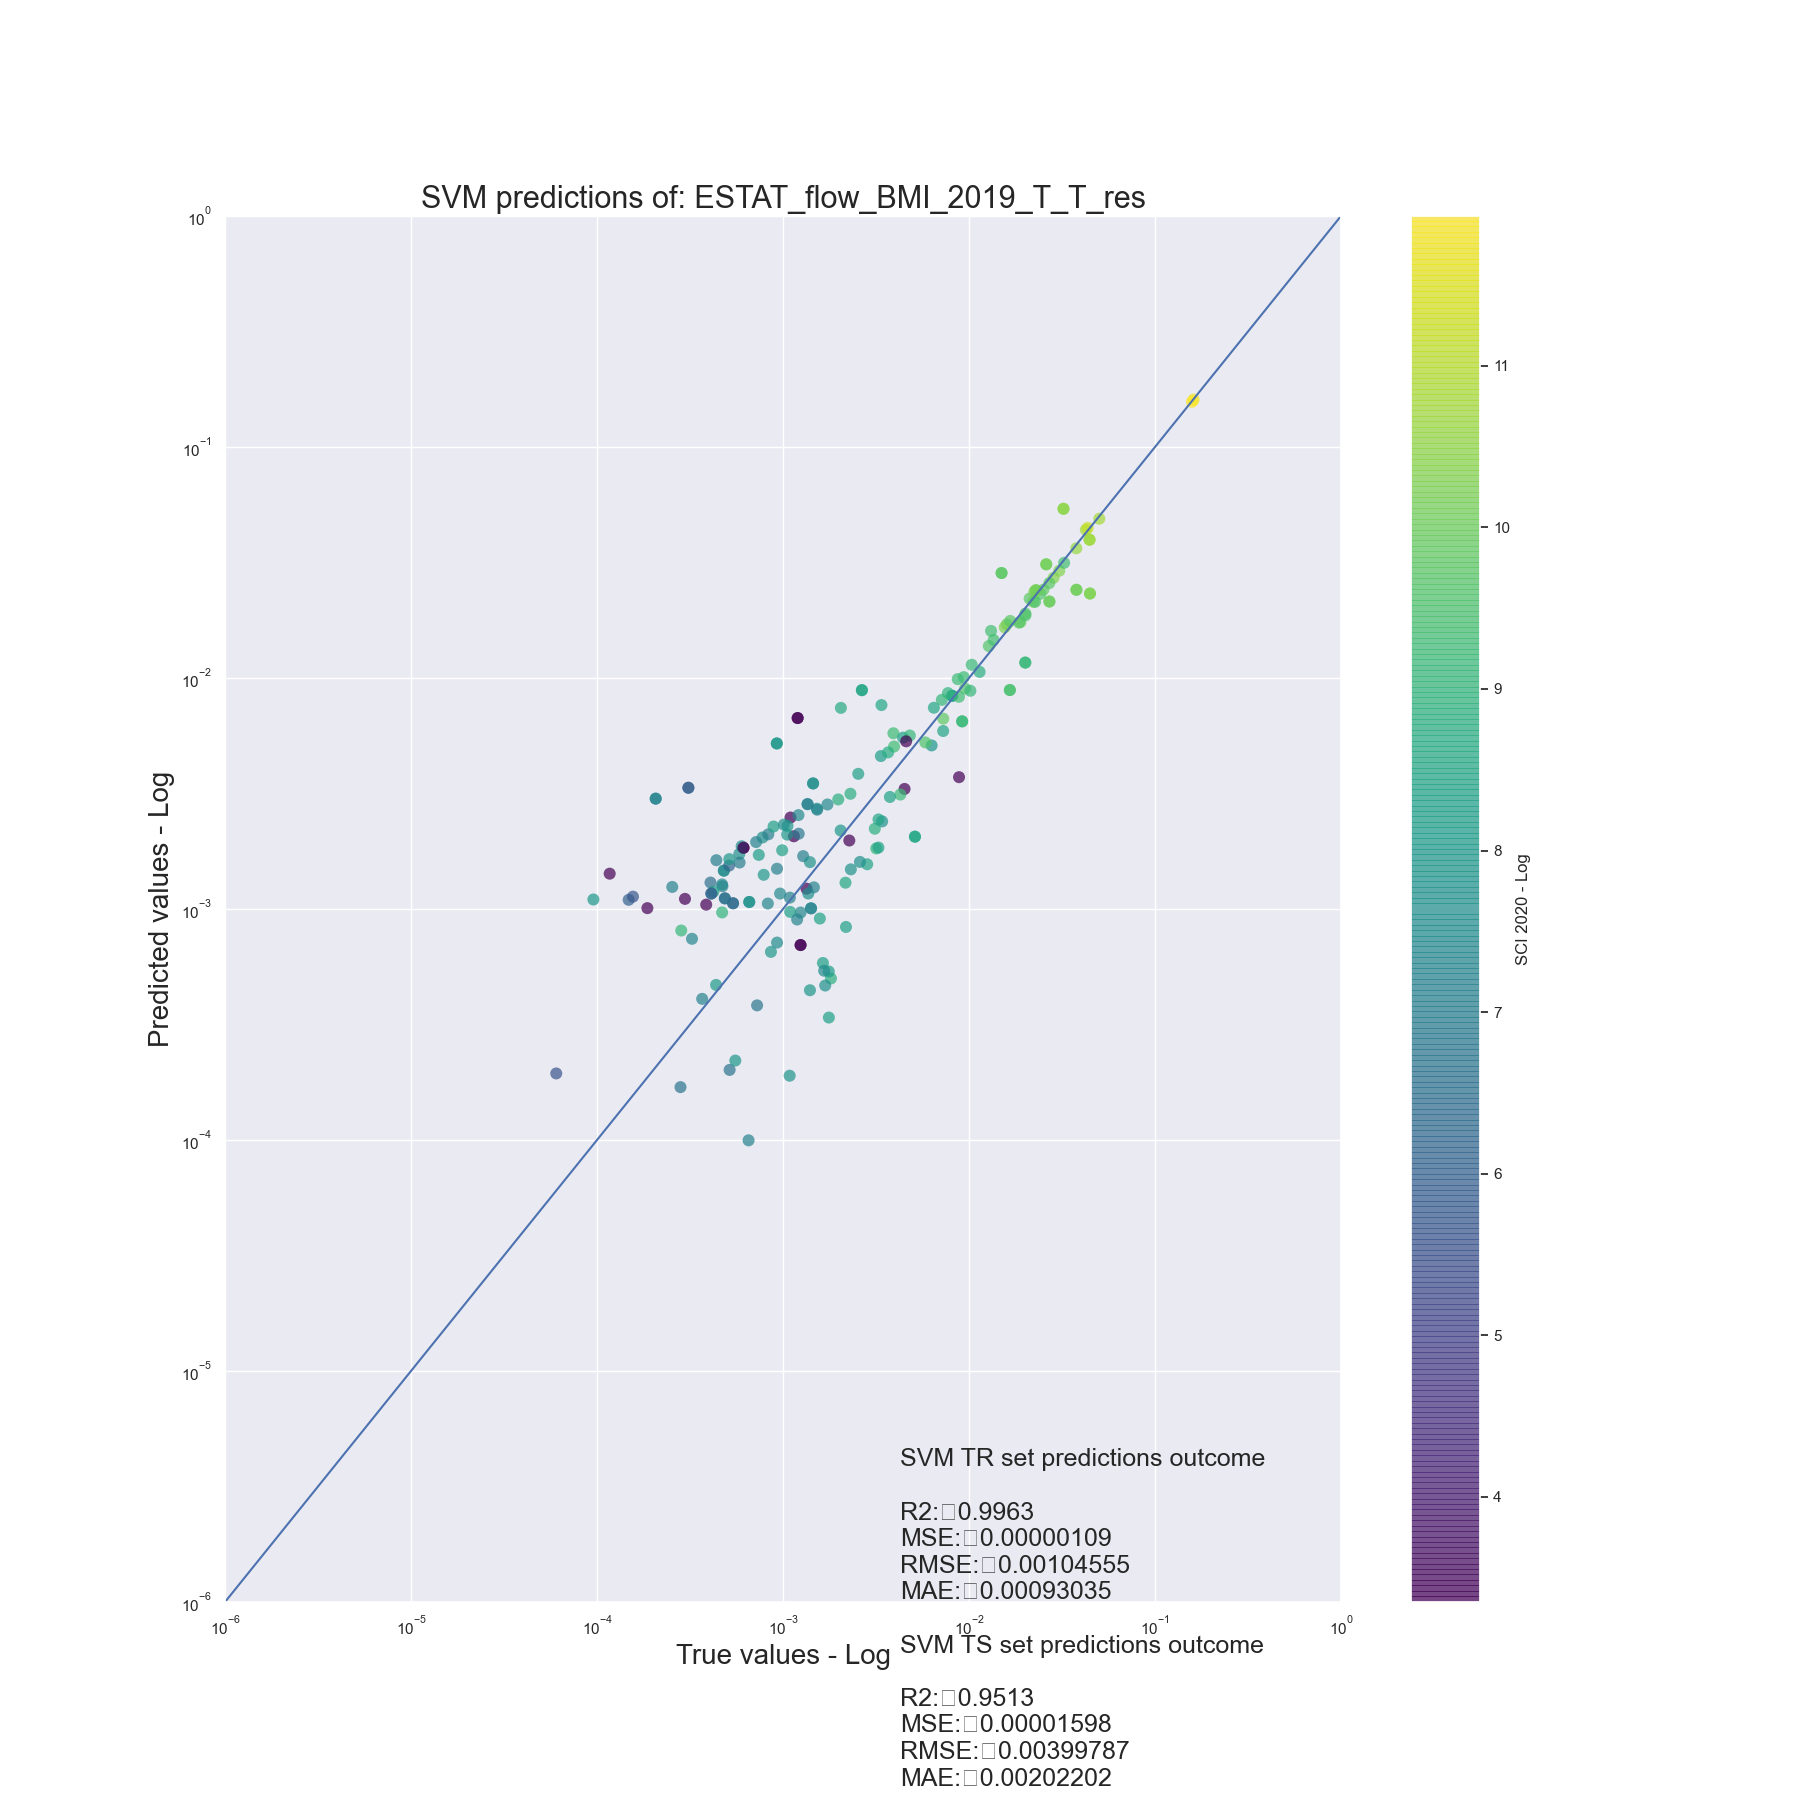 SVM predictions of: ESTAT_flow_BMI_2019_T_T_res
10⁰
10⁻¹
10⁻²
10⁻³
10⁻⁴
10⁻⁵
10⁻⁶
Predicted values - Log
10⁻⁶ 10⁻⁵ 10⁻⁴ 10⁻³ 10⁻² 10⁻¹ 10⁰
True values - Log
11
10
9
8
7
6
5
4
SCI 2020 - Log
SVM TR set predictions outcome
R2:□0.9963
MSE:□0.00000109
RMSE:□0.00104555
MAE:□0.00093035
SVM TS set predictions outcome
R2:□0.9513
MSE:□0.00001598
RMSE:□0.00399787
MAE:□0.00202202